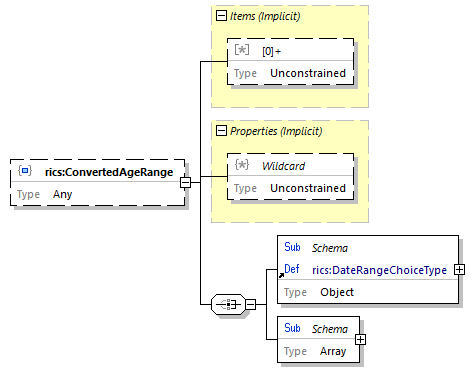 Items (Implicit)
[*] [0]+
Type Unconstrained
Properties (Implicit)
{*} Wildcard
Type Unconstrained
rics:ConvertedAgeRange
Type Any
Sub Schema
Def rics:DateRangeChoiceType
Type Object
Sub Schema
Type Array